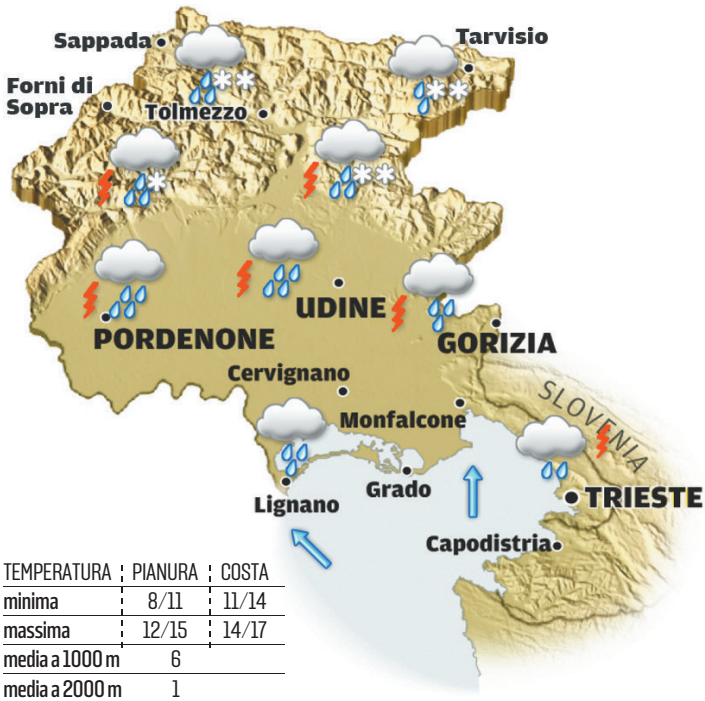 Sappada
Tarvisio
Forni di
Sopra
Tolmezzo
UDINE
PORDENONE
GORIZIA
Cervignano
SLOVENIA
Monfalcone
Grado
Lignano
TRIESTE
Capodistria
TEMPERATURA PIANURA COSTA
minima 8/11 11/14
massima 12/15 14/17
media a 1000 m 6
media a 2000 m 1